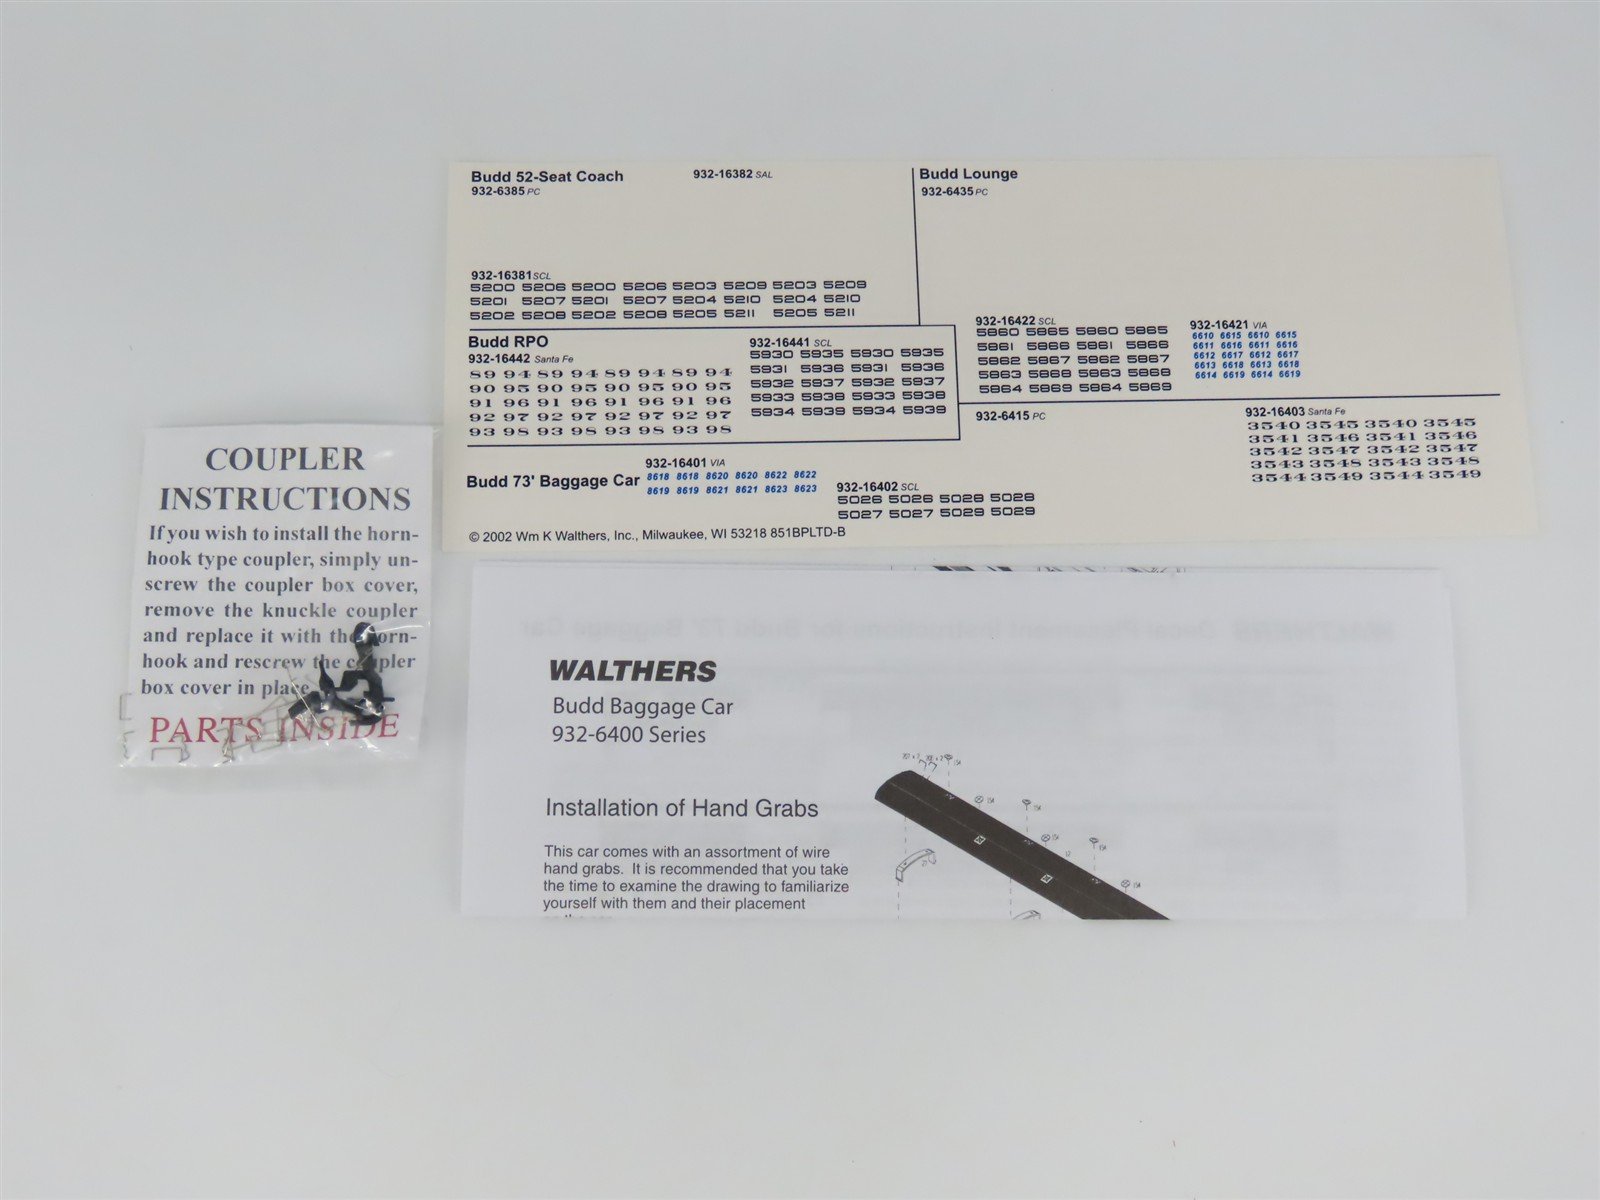 Budd 52-Seat Coach
932-6385 PC
932-16382 SAL
932-16381 SCL
5200 5206 5200 5206 5203 5209 5203 5209
5201 5207 5201 5207 5204 5210 5204 5210
5202 5208 5202 5208 5205 5211 5205 5211
Budd Lounge
932-6435 PC
932-16422 SCL
5860 5865 5860 5865
5861 5866 5861 5866
5862 5867 5862 5867
5863 5868 5863 5868
5864 5869 5864 5869
932-16421 VIA
6610 6615 6610 6615
6611 6616 6611 6616
6612 6617 6612 6617
6613 6618 6613 6618
6614 6619 6614 6619
Budd RPO
932-16442 Santa Fe
89 94 89 94 89 94 89 94
90 95 90 95 90 95 90 95
91 96 91 96 91 96 91 96
92 97 92 97 92 97 92 97
93 98 93 98 93 98 93 98
932-16441 SCL
5930 5935 5930 5935
5931 5936 5931 5936
5932 5937 5932 5937
5933 5938 5933 5938
5934 5939 5934 5939
Budd 73' Baggage Car
932-16401 VIA
8618 8618 8620 8620 8622 8622
8619 8619 8621 8621 8623 8623
932-16402 SCL
5026 5026 5028 5028
5027 5027 5029 5029
932-6415 PC
932-16403 Santa Fe
3540 3545 3540 3545
3541 3546 3541 3546
3542 3547 3542 3547
3543 3548 3543 3548
3544 3549 3544 3549
© 2002 Wm K Walthers, Inc., Milwaukee, WI 53218 851BPLTD-B
COUPLER
INSTRUCTIONS
If you wish to install the horn-
hook type coupler, simply un-
screw the coupler box cover,
remove the knuckle coupler
and replace it with the horn-
hook and rescrew the coupler
box cover in place
PARTS INSIDE
WALTHERS
Budd Baggage Car
932-6400 Series
Installation of Hand Grabs
This car comes with an assortment of wire
hand grabs. It is recommended that you take
the time to examine the drawing to familiarize
yourself with them and their placement